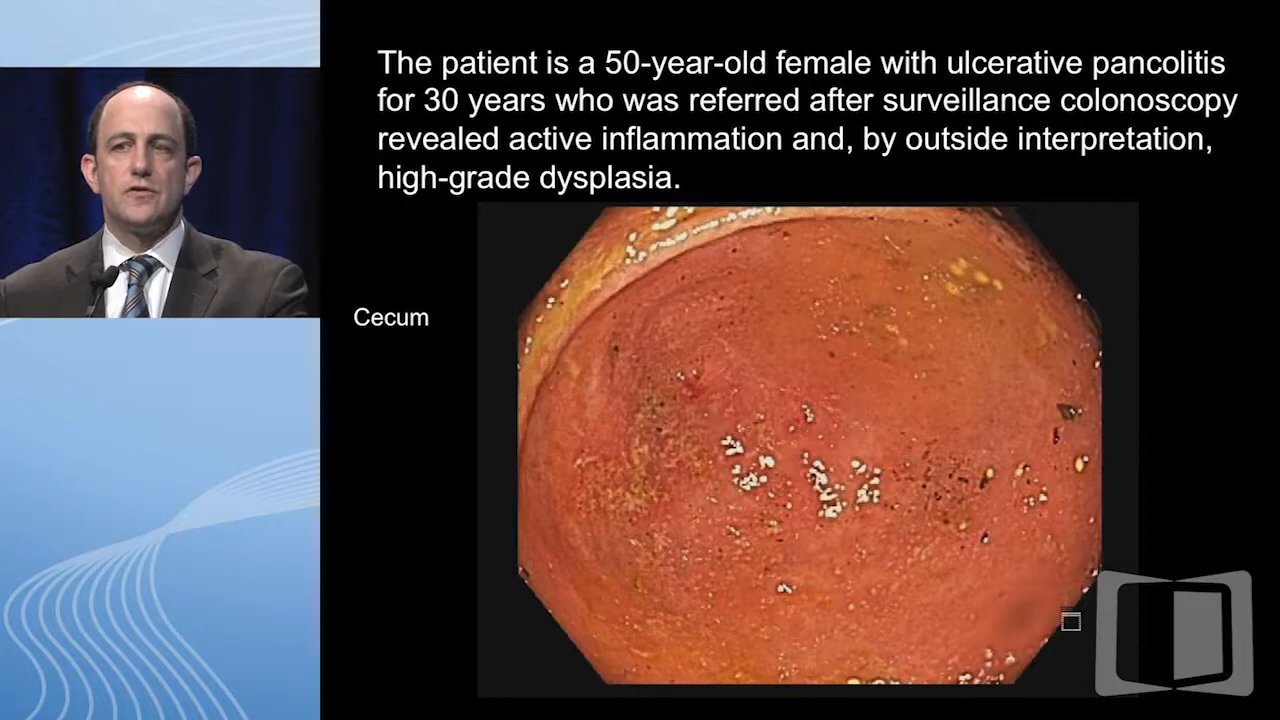 The patient is a 50-year-old female with ulcerative pancolitis
for 30 years who was referred after surveillance colonoscopy
revealed active inflammation and, by outside interpretation,
high-grade dysplasia.
Cecum